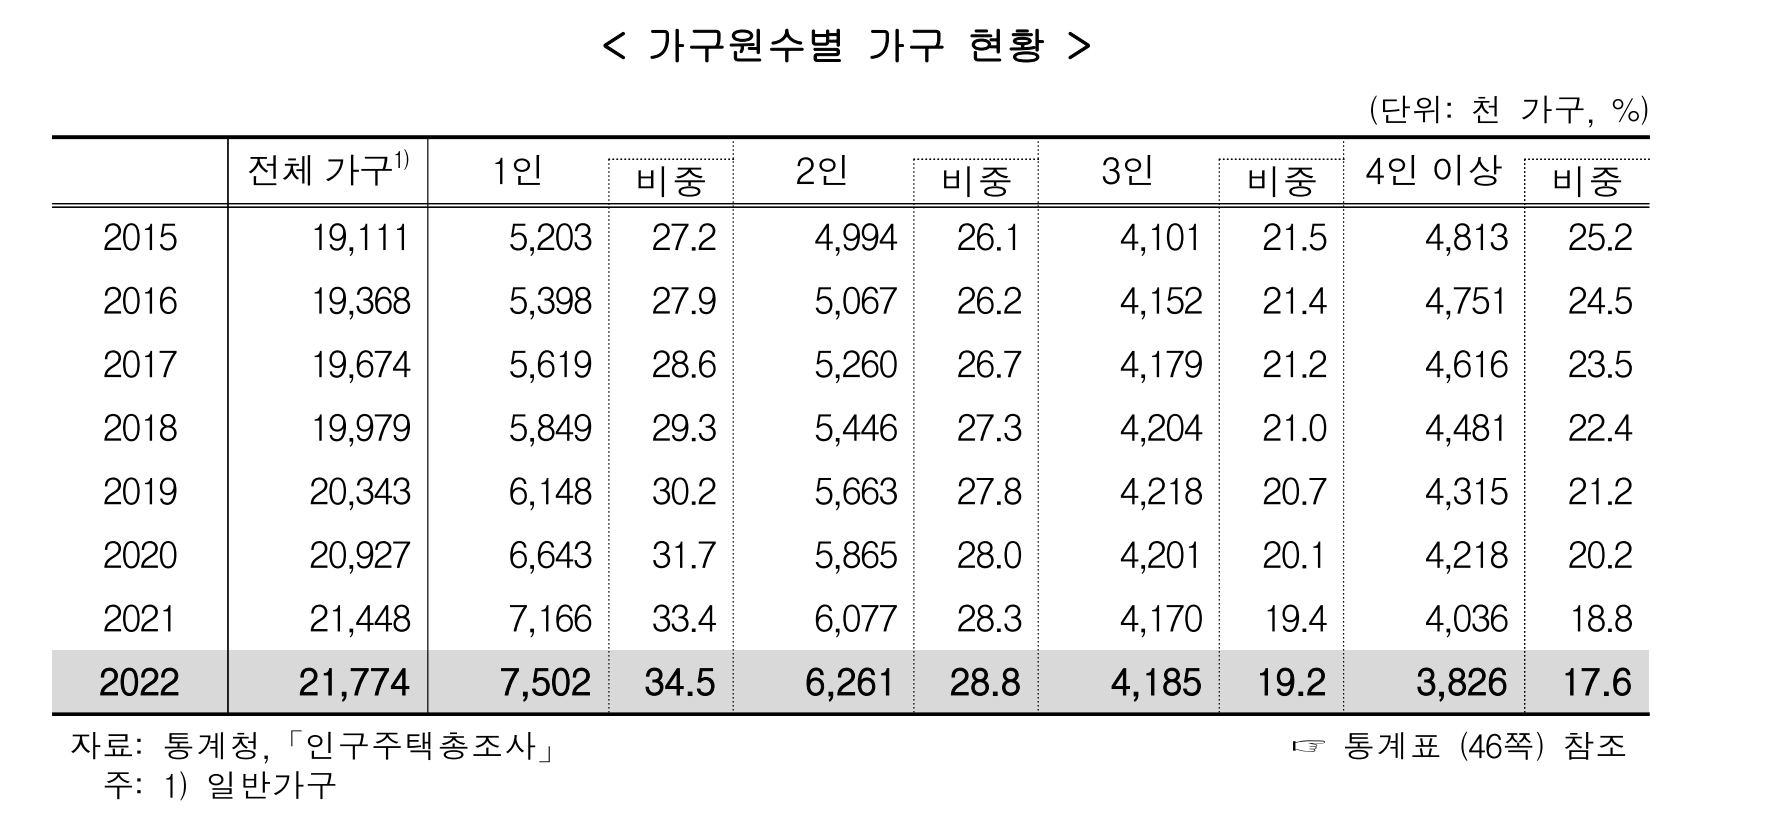 < 가구원수별 가구 현황 >
(단위: 천 가구, %)
전체 가구1) 1인 비중 2인 비중 3인 비중 4인 이상 비중
2015 19,111 5,203 27.2 4,994 26.1 4,101 21.5 4,813 25.2
2016 19,368 5,398 27.9 5,067 26.2 4,152 21.4 4,751 24.5
2017 19,674 5,619 28.6 5,260 26.7 4,179 21.2 4,616 23.5
2018 19,979 5,849 29.3 5,446 27.3 4,204 21.0 4,481 22.4
2019 20,343 6,148 30.2 5,663 27.8 4,218 20.7 4,315 21.2
2020 20,927 6,643 31.7 5,865 28.0 4,201 20.1 4,218 20.2
2021 21,448 7,166 33.4 6,077 28.3 4,170 19.4 4,036 18.8
2022 21,774 7,502 34.5 6,261 28.8 4,185 19.2 3,826 17.6
자료: 통계청,「인구주택총조사」 ☞ 통계표 (46쪽) 참조
주: 1) 일반가구